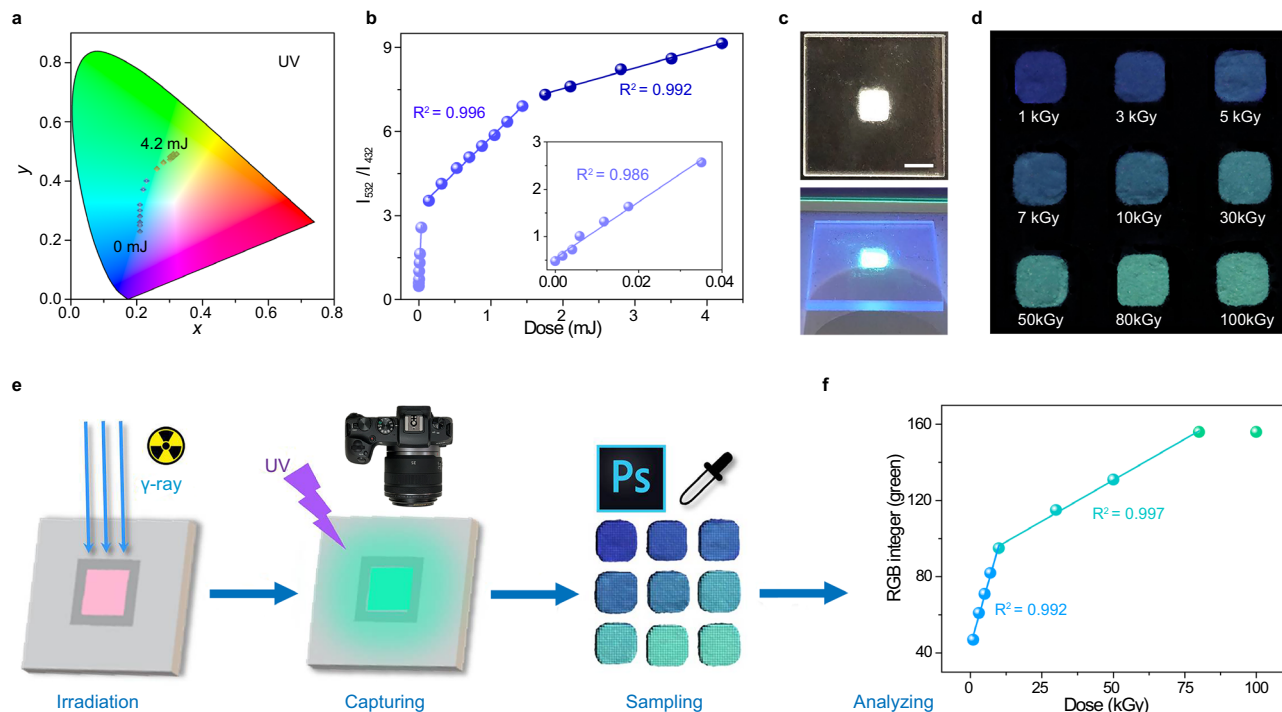 a
UV
4.2 mJ
0 mJ
y
0.8
0.6
0.4
0.2
0.0
0.0 0.2 0.4 0.6 0.8
x
b
I532 /I432
9
6
3
0
R² = 0.996
R² = 0.992
3
2
1
R² = 0.986
0.00 0.02 0.04
0 1 2 3 4
Dose (mJ)
c
d
1 kGy 3 kGy 5 kGy
7 kGy 10kGy 30kGy
50kGy 80kGy 100kGy
e
γ-ray
UV
Ps
Irradiation
Capturing
Sampling
Analyzing
f
RGB integer (green)
160
120
80
40
R² = 0.997
R² = 0.992
0 25 50 75 100
Dose (kGy)